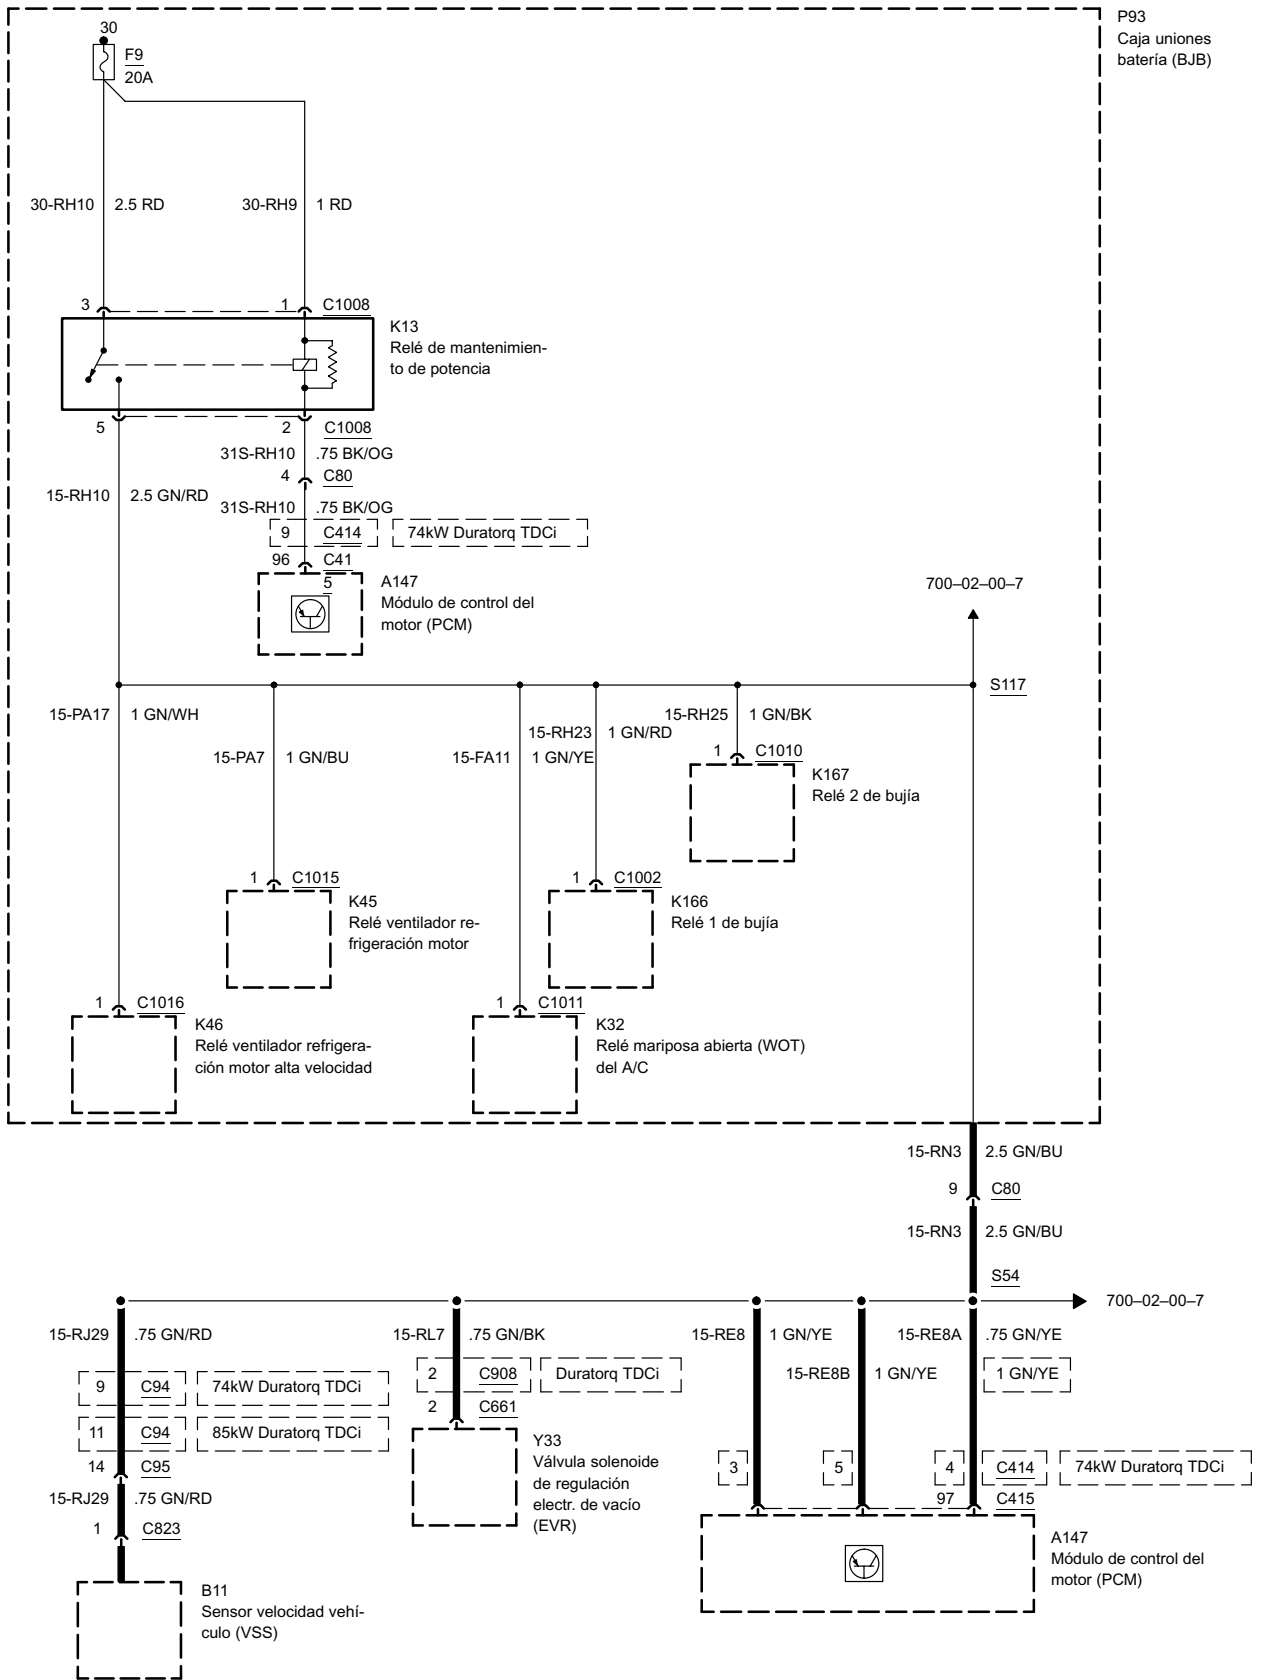 30
F9
20A
P93
Caja uniones
batería (BJB)
30-RH10 2.5 RD
30-RH9 1 RD
3
1 C1008
K13
Relé de mantenimien-
to de potencia
5
2 C1008
31S-RH10 .75 BK/OG
4 C80
15-RH10 2.5 GN/RD
31S-RH10 .75 BK/OG
9 C414 74kW Duratorq TDCi
96 C41
5
A147
Módulo de control del
motor (PCM)
700–02–00–7
S117
15-PA17 1 GN/WH
15-RH25 1 GN/BK
15-RH23 1 GN/RD
15-PA7 1 GN/BU
15-FA11 1 GN/YE
1 C1010
K167
Relé 2 de bujía
1 C1015
K45
Relé ventilador re-
frigeración motor
1 C1002
K166
Relé 1 de bujía
1 C1016
K46
Relé ventilador refrigera-
ción motor alta velocidad
1 C1011
K32
Relé mariposa abierta (WOT)
del A/C
15-RN3 2.5 GN/BU
9 C80
15-RN3 2.5 GN/BU
S54
700–02–00–7
15-RJ29 .75 GN/RD
15-RL7 .75 GN/BK
15-RE8 1 GN/YE
15-RE8A .75 GN/YE
15-RE8B 1 GN/YE
1 GN/YE
9 C94 74kW Duratorq TDCi
2 C908 Duratorq TDCi
11 C94 85kW Duratorq TDCi
2 C661
14 C95
15-RJ29 .75 GN/RD
1 C823
Y33
Válvula solenoide
de regulación
electr. de vacío
(EVR)
3
5
4 C414 74kW Duratorq TDCi
97 C415
A147
Módulo de control del
motor (PCM)
B11
Sensor velocidad vehí-
culo (VSS)